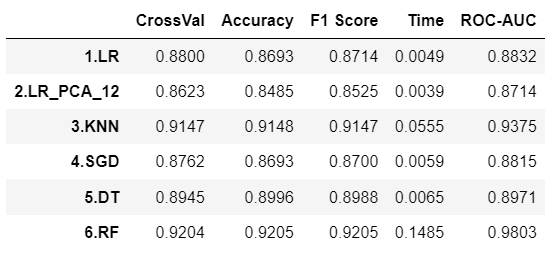 CrossVal Accuracy F1 Score Time ROC-AUC
1.LR 0.8800 0.8693 0.8714 0.0049 0.8832
2.LR_PCA_12 0.8623 0.8485 0.8525 0.0039 0.8714
3.KNN 0.9147 0.9148 0.9147 0.0555 0.9375
4.SGD 0.8762 0.8693 0.8700 0.0059 0.8815
5.DT 0.8945 0.8996 0.8988 0.0065 0.8971
6.RF 0.9204 0.9205 0.9205 0.1485 0.9803